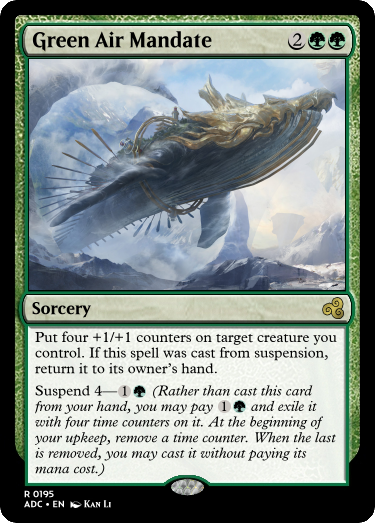 Green Air Mandate 2
Sorcery
Put four +1/+1 counters on target creature you
control. If this spell was cast from suspension,
return it to its owner's hand.
Suspend 4—1 (Rather than cast this card
from your hand, you may pay 1 and exile it
with four time counters on it. At the beginning of
your upkeep, remove a time counter. When the last
is removed, you may cast it without paying its
mana cost.)
R 0195
ADC • EN Kan Li